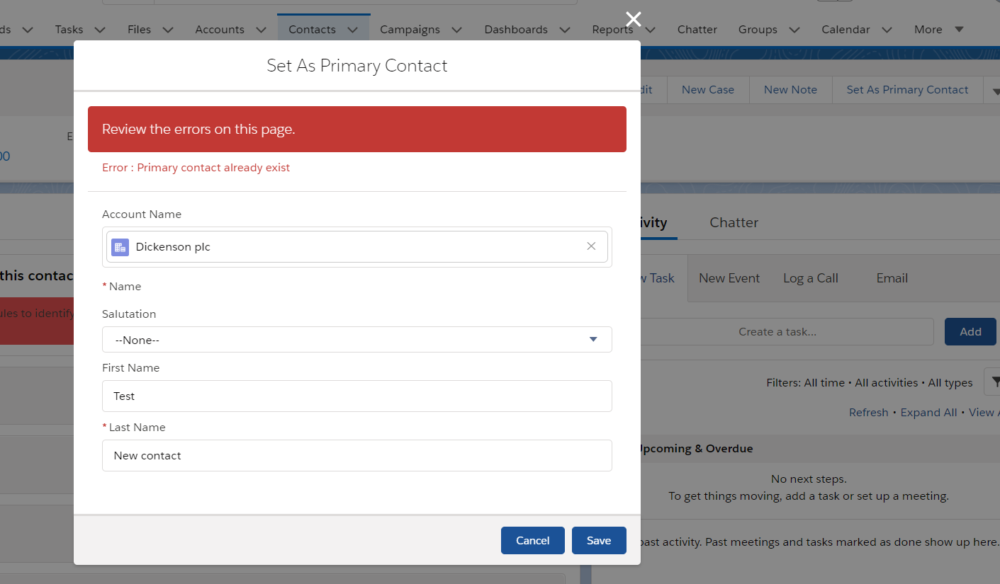 ds Tasks Files Accounts Contacts Campaigns Dashboards Reports Chatter Groups Calendar More
Set As Primary Contact
dit New Case New Note Set As Primary Contact
Review the errors on this page.
E
00
Error : Primary contact already exist
Account Name
ivity Chatter
Dickenson plc
this contac
w Task New Event Log a Call Email
* Name
Salutation
ules to identify
--None--
Create a task... Add
First Name
Test
Filters: All time • All activities • All types
Refresh • Expand All • View A
* Last Name
New contact
Upcoming & Overdue
No next steps.
To get things moving, add a task or set up a meeting.
Cancel Save
past activity. Past meetings and tasks marked as done show up here.